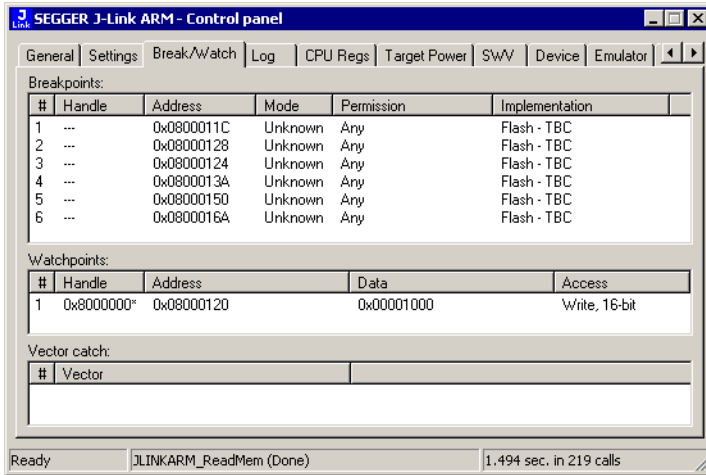 J Link SEGGER J-Link ARM - Control panel
General Settings Break/Watch Log CPU Regs Target Power SWV Device Emulator
Breakpoints:
# Handle Address Mode Permission Implementation
1 --- 0x0800011C Unknown Any Flash - TBC
2 --- 0x08000128 Unknown Any Flash - TBC
3 --- 0x08000124 Unknown Any Flash - TBC
4 --- 0x0800013A Unknown Any Flash - TBC
5 --- 0x08000150 Unknown Any Flash - TBC
6 --- 0x0800016A Unknown Any Flash - TBC
Watchpoints:
# Handle Address Data Access
1 0x8000000* 0x08000120 0x00001000 Write, 16-bit
Vector catch:
# Vector
Ready JLINKARM_ReadMem (Done) 1.494 sec. in 219 calls